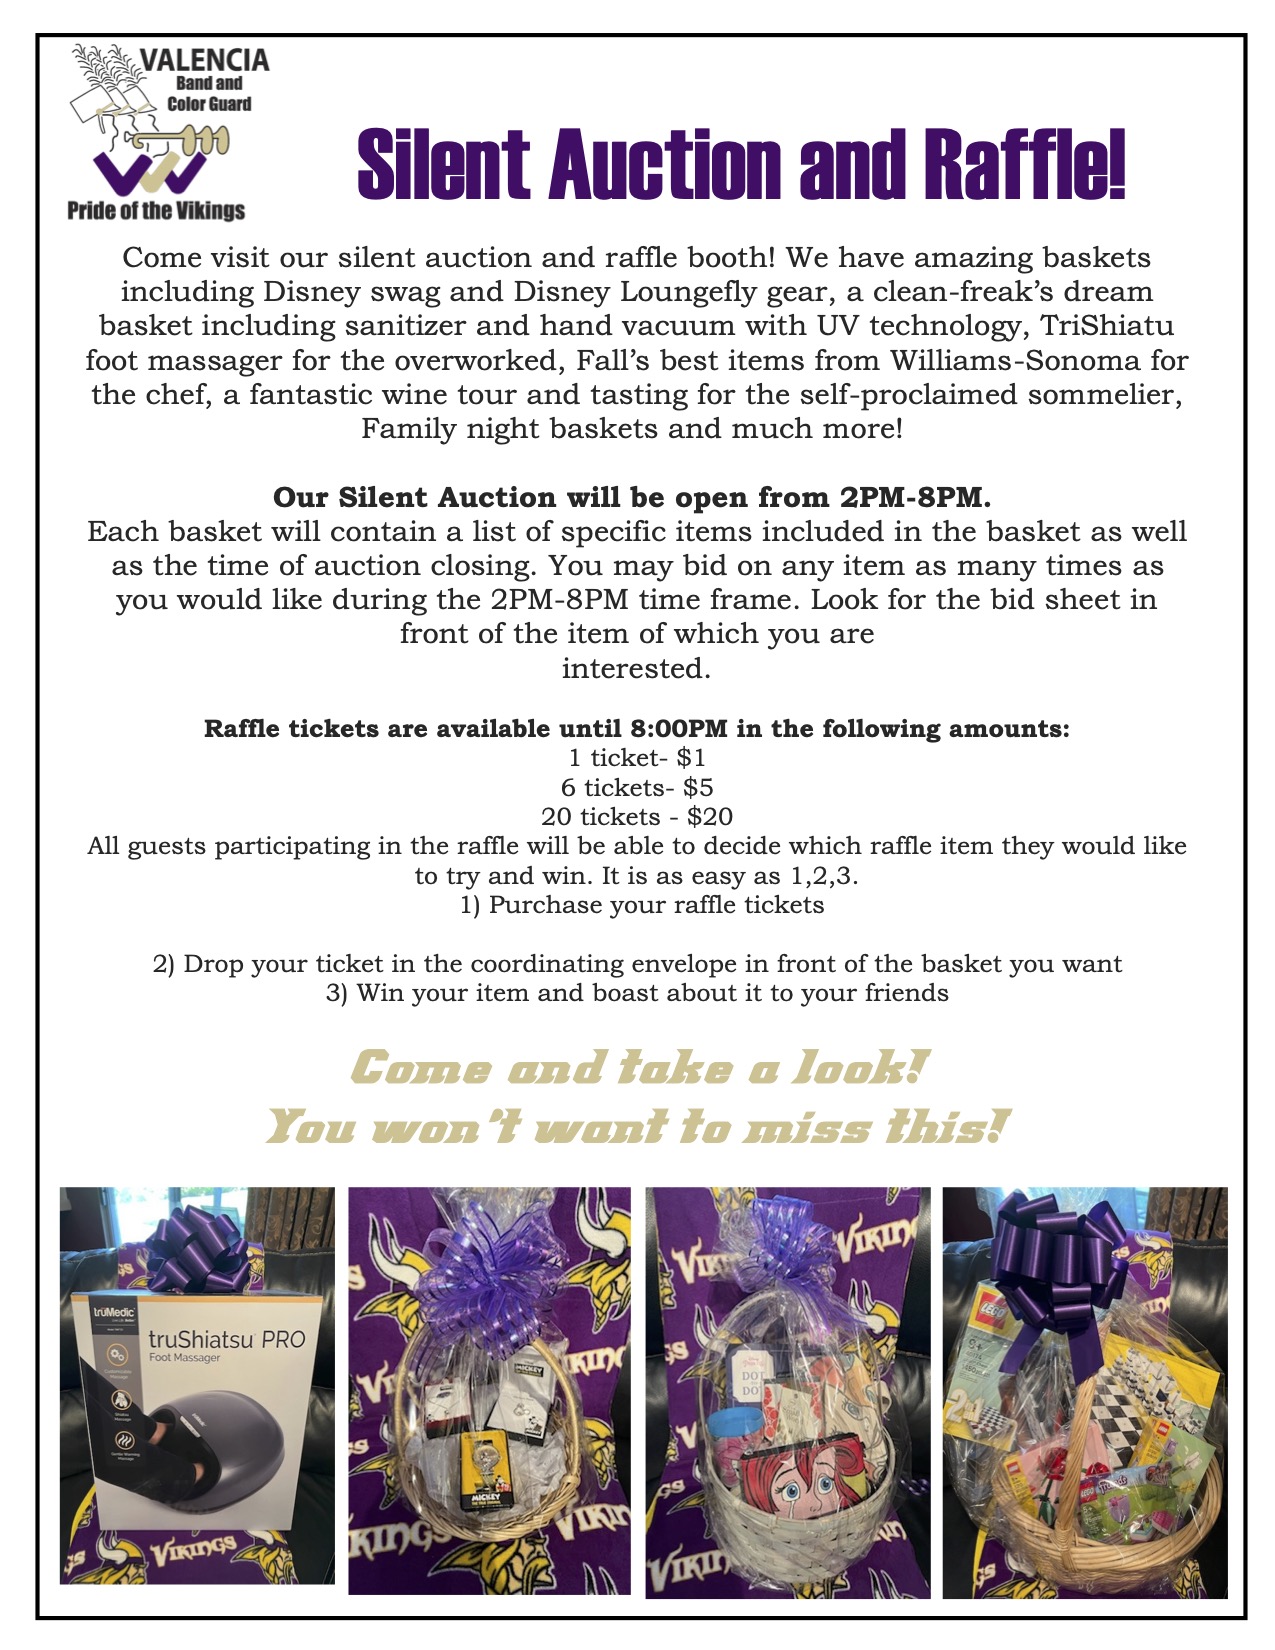 VALENCIA
Band and
Color Guard
Pride of the Vikings
Silent Auction and Raffle!
Come visit our silent auction and raffle booth! We have amazing baskets
including Disney swag and Disney Loungefly gear, a clean-freak’s dream
basket including sanitizer and hand vacuum with UV technology, TriShiatu
foot massager for the overworked, Fall’s best items from Williams-Sonoma for
the chef, a fantastic wine tour and tasting for the self-proclaimed sommelier,
Family night baskets and much more!
Our Silent Auction will be open from 2PM-8PM.
Each basket will contain a list of specific items included in the basket as well
as the time of auction closing. You may bid on any item as many times as
you would like during the 2PM-8PM time frame. Look for the bid sheet in
front of the item of which you are
interested.
Raffle tickets are available until 8:00PM in the following amounts:
1 ticket- $1
6 tickets- $5
20 tickets - $20
All guests participating in the raffle will be able to decide which raffle item they would like
to try and win. It is as easy as 1,2,3.
1) Purchase your raffle tickets
2) Drop your ticket in the coordinating envelope in front of the basket you want
3) Win your item and boast about it to your friends
Come and take a look!
You won’t want to miss this!
truMedic
truShiatsu PRO
Foot Massager
VIKINGS
MICKEY
MICKEY
VIKINGS
DOT
TO
DOT
VIKINGS
LEGO
9+
2in1
LEGO